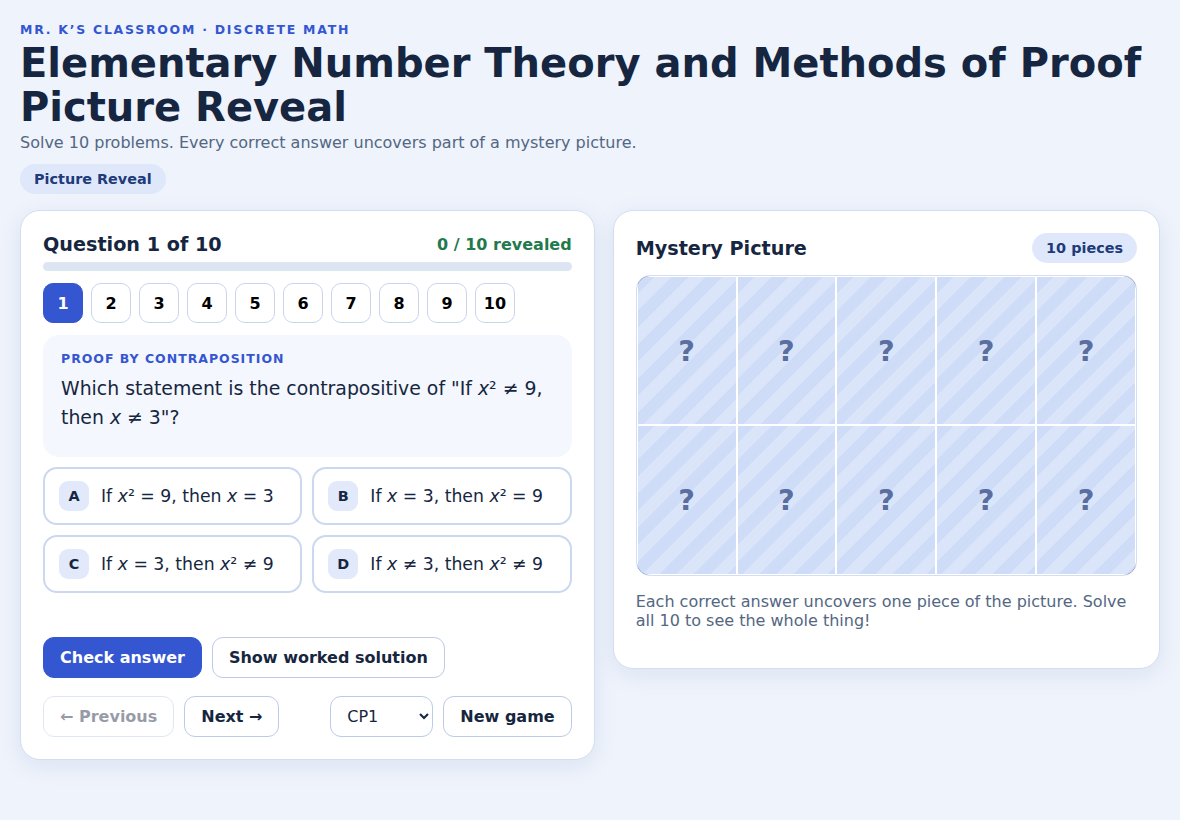 MR. K’S CLASSROOM · DISCRETE MATH
Elementary Number Theory and Methods of Proof
Picture Reveal
Solve 10 problems. Every correct answer uncovers part of a mystery picture.
Picture Reveal
Question 1 of 10
0 / 10 revealed
1 2 3 4 5 6 7 8 9 10
PROOF BY CONTRAPOSITION
Which statement is the contrapositive of "If x² ≠ 9,
then x ≠ 3"?
A If x² = 9, then x = 3
B If x = 3, then x² = 9
C If x = 3, then x² ≠ 9
D If x ≠ 3, then x² ≠ 9
Check answer
Show worked solution
← Previous
Next →
CP1
New game
Mystery Picture
10 pieces
? ? ? ? ?
? ? ? ? ?
Each correct answer uncovers one piece of the picture. Solve
all 10 to see the whole thing!